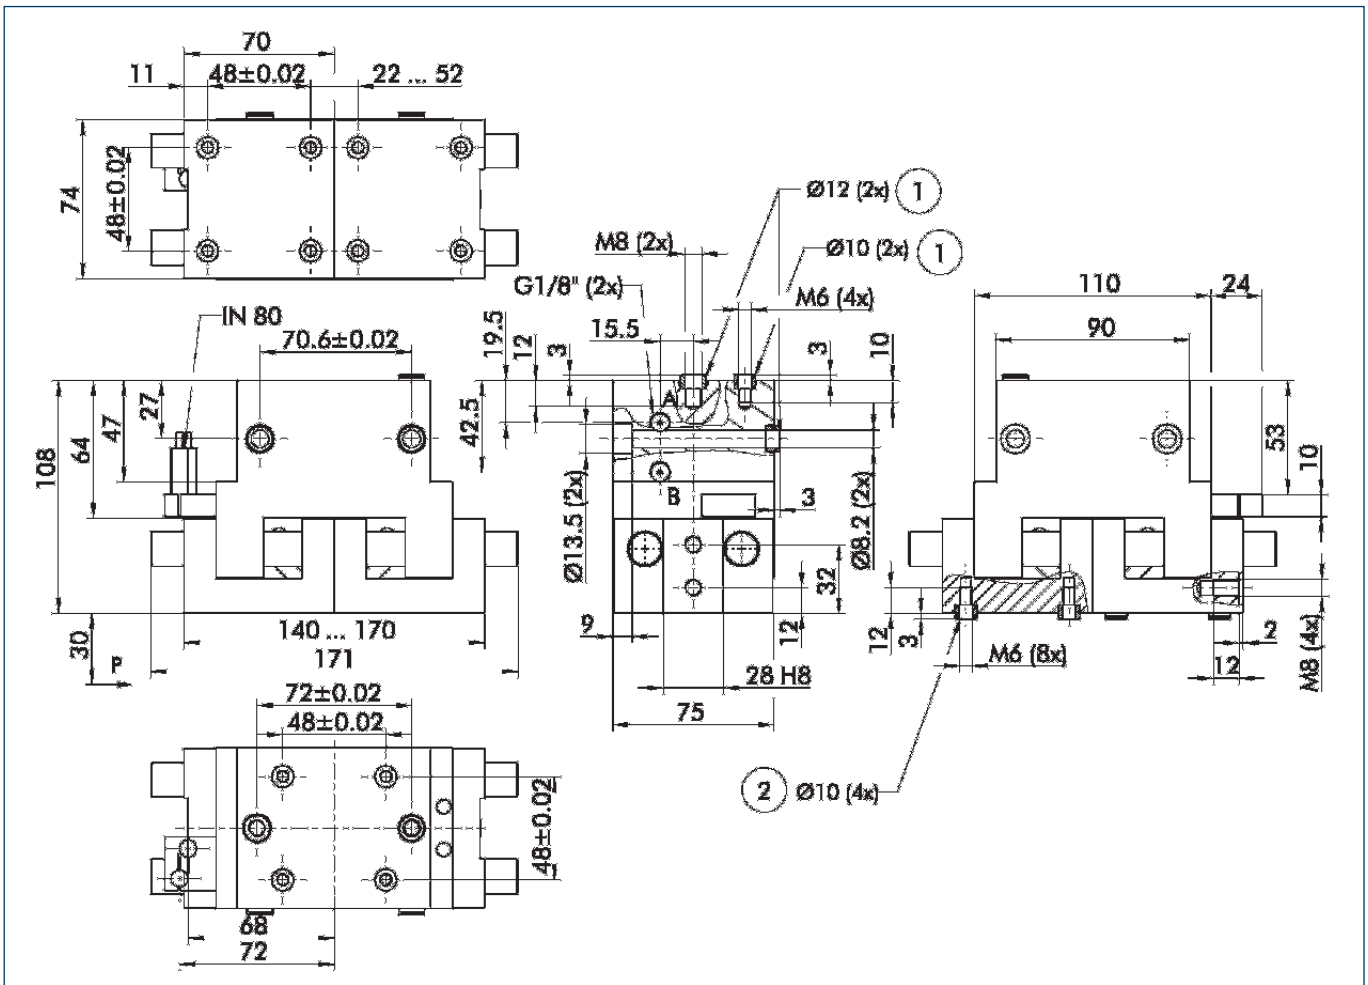 70
11
48±0.02
22 ... 52
74
48±0.02
Ø12 (2x)
1
M8 (2x)
Ø10 (2x)
1
G1/8" (2x)
M6 (4x)
110
24
IN 80
70.6±0.02
19.5
12
3
15.5
3
10
90
108
64
47
27
42.5
A
B
Ø13.5 (2x)
3
Ø8.2 (2x)
32
53
10
140 ... 170
171
30
P
9
12
28 H8
75
12
3
M6 (8x)
2
12
M8 (4x)
72±0.02
48±0.02
48±0.02
2
Ø10 (4x)
68
72